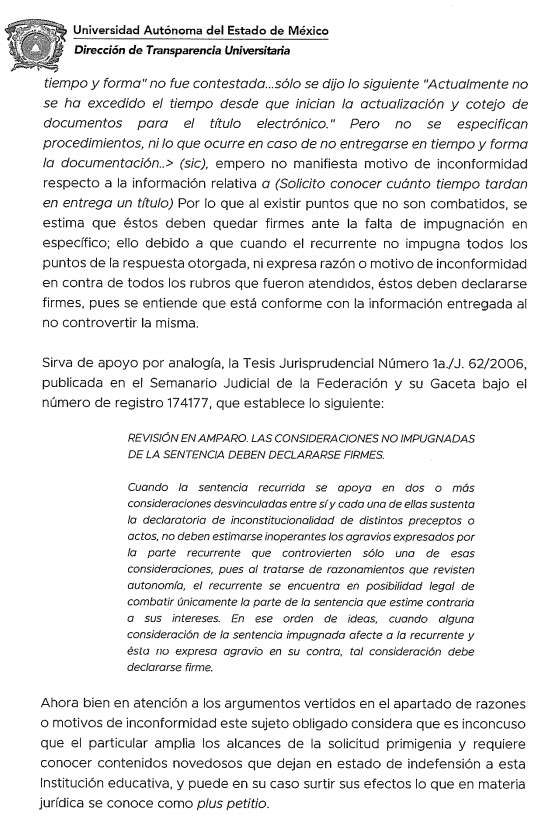 Universidad Autónoma del Estado de México
Dirección de Transparencia Universitaria
tiempo y forma" no fue contestada...sólo se dijo lo siguiente "Actualmente no
se ha excedido el tiempo desde que inician la actualización y cotejo de
documentos para el título electrónico." Pero no se especifican
procedimientos, ni lo que ocurre en caso de no entregarse en tiempo y forma
la documentación..> (sic), empero no manifiesta motivo de inconformidad
respecto a la información relativa a (Solicito conocer cuánto tiempo tardan
en entrega un título) Por lo que al existir puntos que no son combatidos, se
estima que éstos deben quedar firmes ante la falta de impugnación en
específico; ello debido a que cuando el recurrente no impugna todos los
puntos de la respuesta otorgada, ni expresa razón o motivo de inconformidad
en contra de todos los rubros que fueron atendidos, éstos deben declararse
firmes, pues se entiende que está conforme con la información entregada al
no controvertir la misma.
Sirva de apoyo por analogía, la Tesis Jurisprudencial Número 1a./J. 62/2006,
publicada en el Semanario Judicial de la Federación y su Gaceta bajo el
número de registro 174177, que establece lo siguiente:
REVISIÓN EN AMPARO. LAS CONSIDERACIONES NO IMPUGNADAS
DE LA SENTENCIA DEBEN DECLARARSE FIRMES.
Cuando la sentencia recurrida se apoya en dos o más
consideraciones desvinculadas entre sí y cada una de ellas sustenta
la declaratoria de inconstitucionalidad de distintos preceptos o
actos, no deben estimarse inoperantes los agravios expresados por
la parte recurrente que controvierten sólo una de esas
consideraciones, pues al tratarse de razonamientos que revisten
autonomía, el recurrente se encuentra en posibilidad legal de
combatir únicamente la parte de la sentencia que estime contraria
a sus intereses. En ese orden de ideas, cuando alguna
consideración de la sentencia impugnada afecte a la recurrente y
ésta no expresa agravio en su contra, tal consideración debe
declararse firme.
Ahora bien en atención a los argumentos vertidos en el apartado de razones
o motivos de inconformidad este sujeto obligado considera que es inconcuso
que el particular amplia los alcances de la solicitud primigenia y requiere
conocer contenidos novedosos que dejan en estado de indefensión a esta
Institución educativa, y puede en su caso surtir sus efectos lo que en materia
jurídica se conoce como plus petitio.